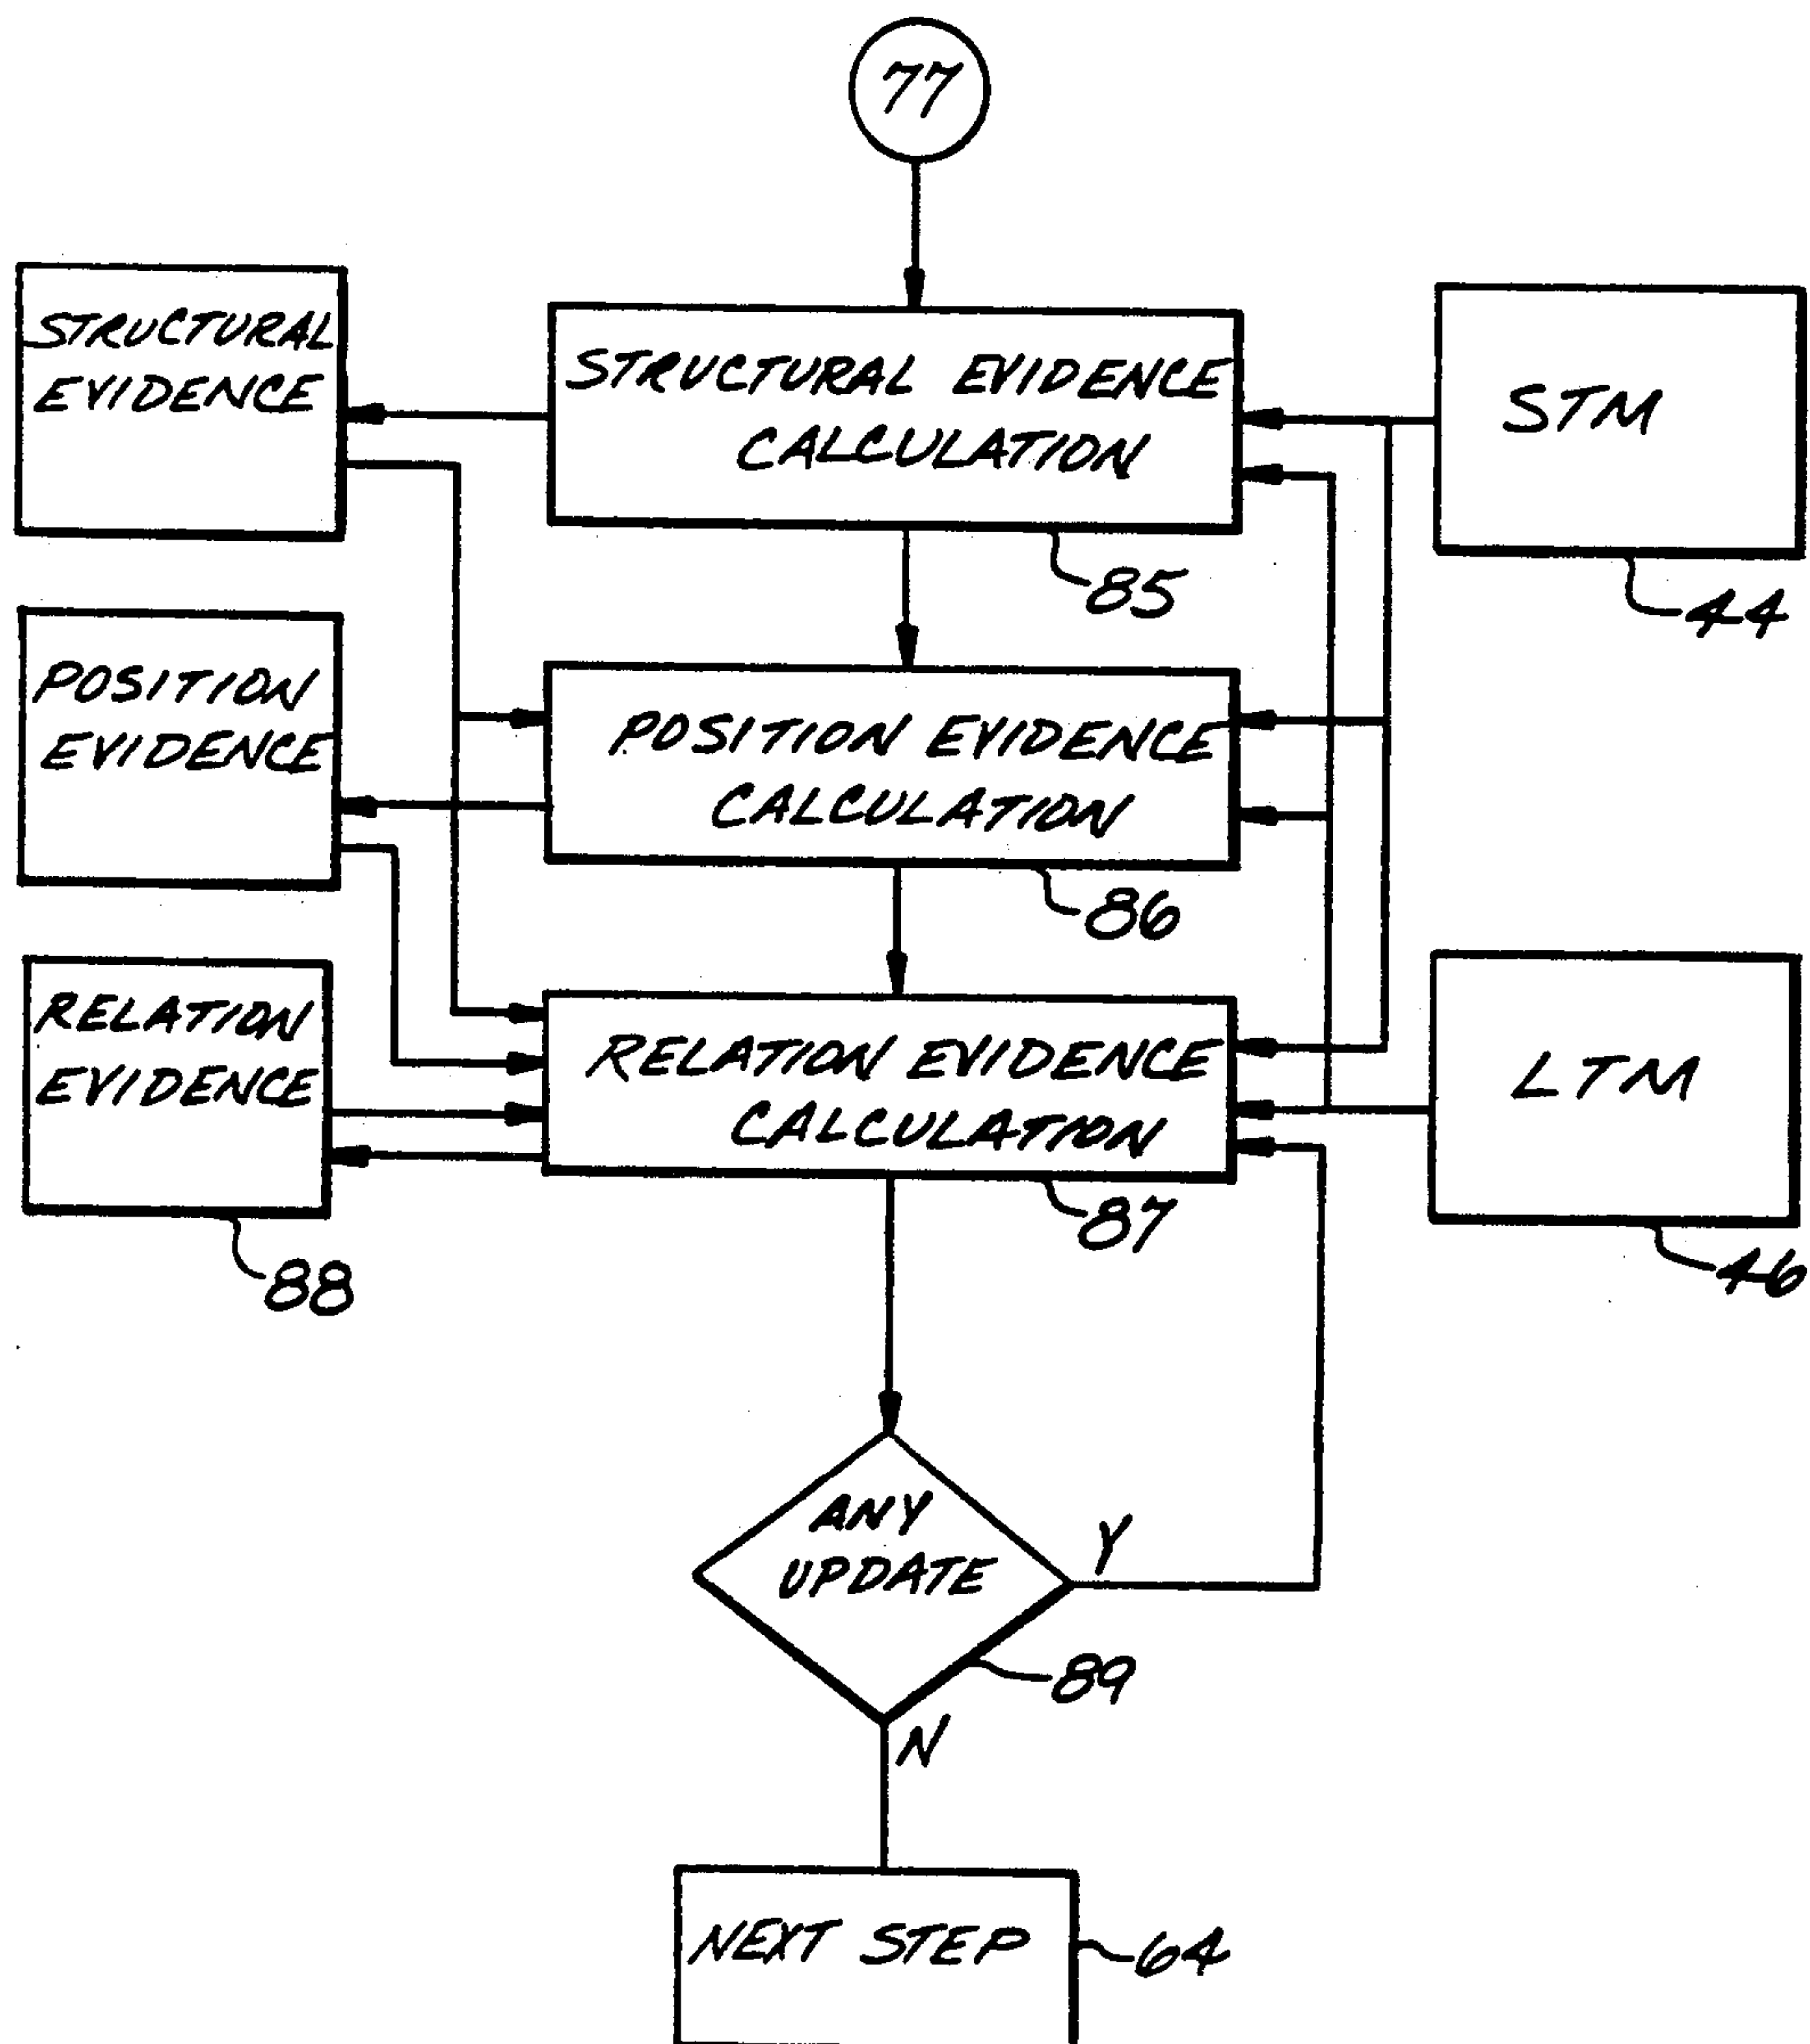 77
STRUCTURAL
EVIDENCE
STRUCTURAL EVIDENCE
CALCULATION
STM
85
44
POSITION
EVIDENCE
POSITION EVIDENCE
CALCULATION
86
RELATION
EVIDENCE
RELATION EVIDENCE
CALCULATION
LTM
87
88
46
ANY
UPDATE
Y
89
N
NEXT STEP
64